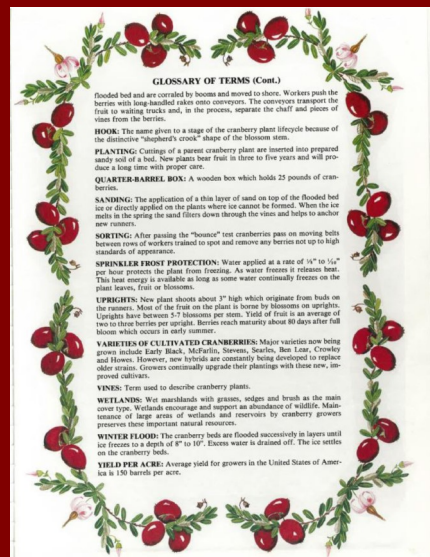 GLOSSARY OF TERMS (Cont.)
flooded bed and are corraled by booms and moved to shore. Workers push the
berries with long-handled rakes onto conveyors. The conveyors transport the
fruit to waiting trucks and, in the process, separate the chaff and pieces of
vines from the berries.
HOOK: The name given to a stage of the cranberry plant lifecycle because of
the distinctive "shepherd's crook" shape of the blossom stem.
PLANTING: Cuttings of a parent cranberry plant are inserted into prepared
sandy soil of a bed. New plants bear fruit in three to five years and will pro-
duce a long time with proper care.
QUARTER-BARREL BOX: A wooden box which holds 25 pounds of cran-
berries.
SANDING: The application of a thin layer of sand on top of the flooded bed
ice or directly applied on the plants where ice cannot be formed. When the ice
melts in the spring the sand filters down through the vines and helps to anchor
new runners.
SORTING: After passing the "bounce" test cranberries pass on moving belts
between rows of workers trained to spot and remove any berries not up to high
standards of appearance.
SPRINKLER FROST PROTECTION: Water applied at a rate of to
per hour protects the plant from freezing. As water freezes it releases heat.
This heat energy is available as long as some water continually freezes on the
plant leaves, fruit or blossoms.
UPRIGHTS: New plant shoots about 3" high which originate from buds on
the runners. Most of the fruit on the plant is borne by blossoms on uprights.
Uprights have between 5-7 blossoms per stem. Yield of fruit is an average of
two to three berries per upright. Berries reach maturity about 80 days after full
bloom which occurs in early summer.
VARIETIES OF CULTIVATED CRANBERRIES: Major varieties now being
grown include Early Black, McFarlin, Stevens, Searles, Ben Lear, Crowley
and Howes. However, new hybrids are constantly being developed to replace
older strains. Growers continually upgrade their plantings with these new, im-
proved cultivars.
VINES: Term used to describe cranberry plants.
WETLANDS: Wet marshlands with grasses, sedges and brush as the main
cover type. Wetlands encourage and support an abundance of wildlife. Main-
tenance of large areas of wetlands and reservoirs by cranberry growers
preserves these important natural resources.
WINTER FLOOD: The cranberry beds are flooded successively in layers until
ice freezes to a depth of 8" to 10". Excess water is drained off. The ice settles
on the cranberry beds.
YIELD PER ACRE: Average yield for growers in the United States of Amer-
ica is 150 barrels per acre.